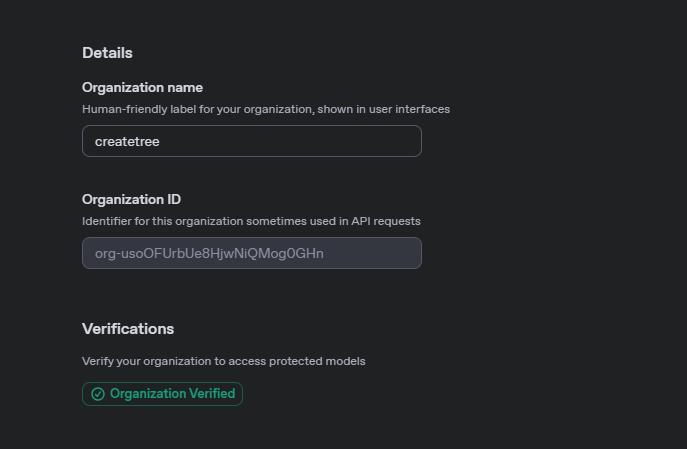 Details
Organization name
Human-friendly label for your organization, shown in user interfaces
createtree
Organization ID
Identifier for this organization sometimes used in API requests
org-usoOFUrbUe8HjwNiQMog0GHn
Verifications
Verify your organization to access protected models
Organization Verified